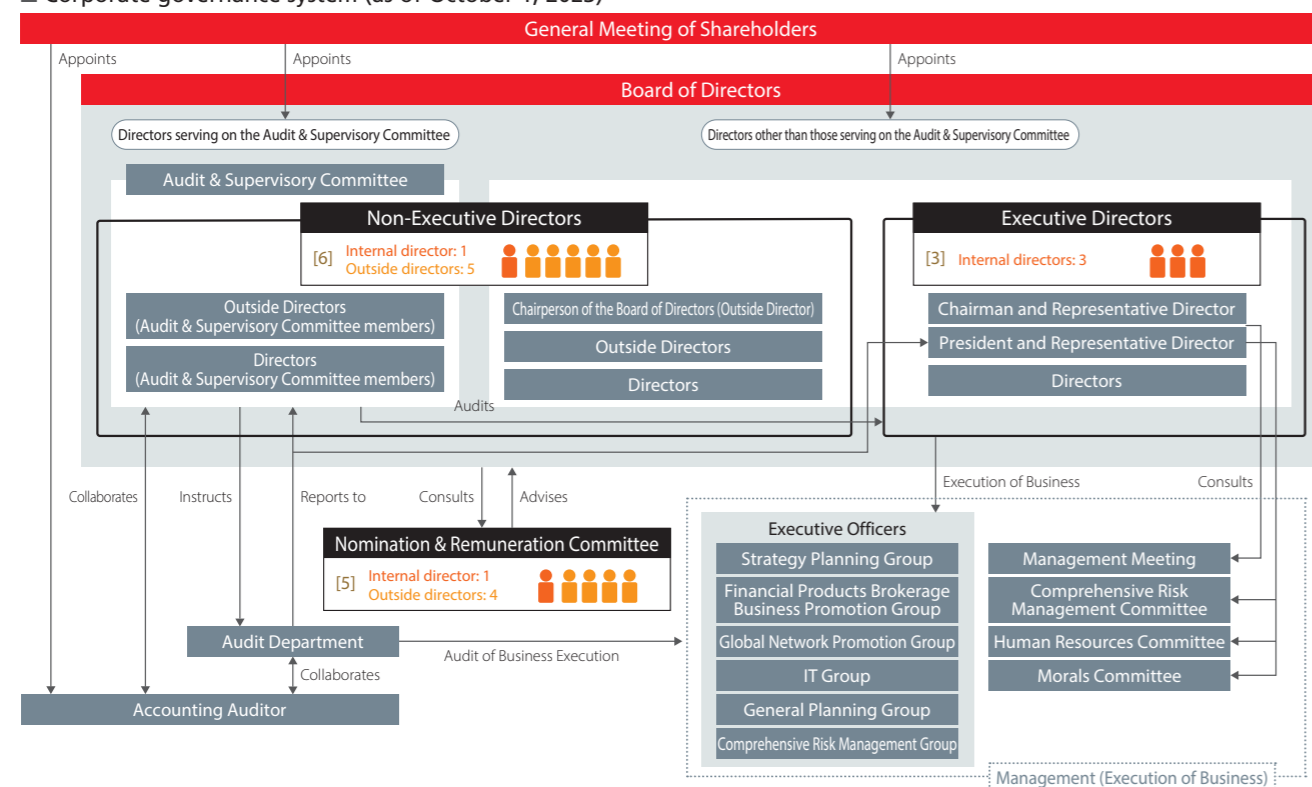 General Meeting of Shareholders
Appoints
Appoints
Appoints
Board of Directors
Directors serving on the Audit & Supervisory Committee
Directors other than those serving on the Audit & Supervisory Committee
Audit & Supervisory Committee
Non-Executive Directors
[6]
Internal director: 1
Outside directors: 5
Executive Directors
[3] Internal directors: 3
Outside Directors
(Audit & Supervisory Committee members)
Directors
(Audit & Supervisory Committee members)
Chairperson of the Board of Directors (Outside Director)
Outside Directors
Directors
Chairman and Representative Director
President and Representative Director
Directors
Audits
Collaborates
Instructs
Reports to
Consults
Advises
Execution of Business
Consults
Nomination & Remuneration Committee
[5]
Internal director: 1
Outside directors: 4
Executive Officers
Strategy Planning Group
Financial Products Brokerage
Business Promotion Group
Global Network Promotion Group
IT Group
General Planning Group
Comprehensive Risk Management Group
Management Meeting
Comprehensive Risk
Management Committee
Human Resources Committee
Morals Committee
Audit Department
Audit of Business Execution
Collaborates
Accounting Auditor
Management (Execution of Business)